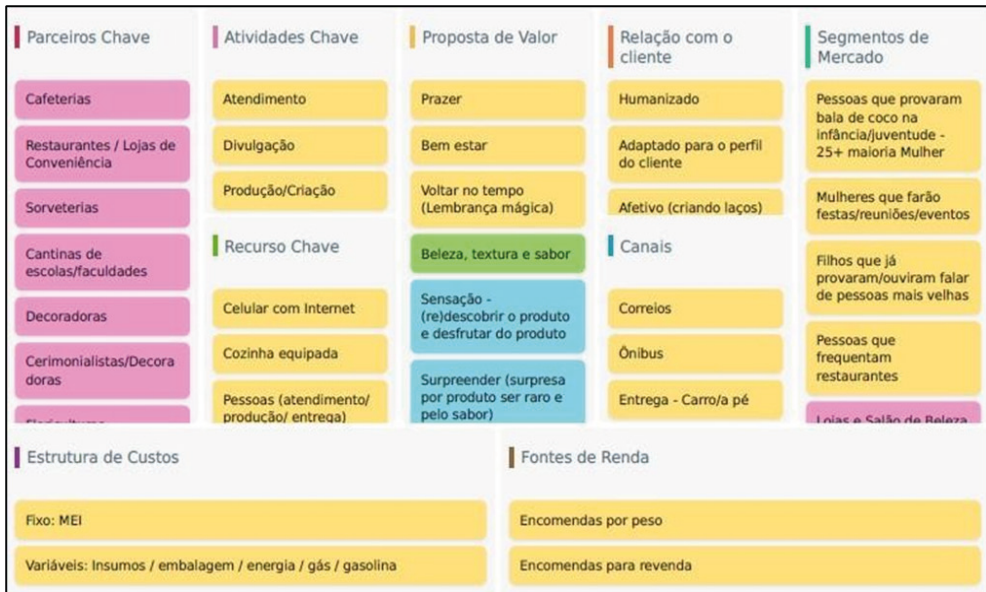 Parceiros Chave
Cafeterias
Restaurantes / Lojas de
Conveniência
Sorveterias
Cantinas de
escolas/faculdades
Decoradoras
Cerimonialistas/Decora
doras
Atividades Chave
Atendimento
Divulgação
Produção/Criação
Recurso Chave
Celular com Internet
Cozinha equipada
Pessoas (atendimento/
produção/ entrega)
Proposta de Valor
Prazer
Bem estar
Voltar no tempo
(Lembrança mágica)
Beleza, textura e sabor
Sensação -
(re)descobrir o produto
e desfrutar do produto
Surpreender (surpresa
por produto ser raro e
pelo sabor)
Relação com o
cliente
Humanizado
Adaptado para o perfil
do cliente
Afetivo (criando laços)
Canais
Correios
Ônibus
Entrega - Carro/a pé
Segmentos de
Mercado
Pessoas que provaram
bala de coco na
infância/juventude -
25+ maioria Mulher
Mulheres que farão
festas/reuniões/eventos
Filhos que já
provaram/ouviram falar
de pessoas mais velhas
Pessoas que
frequentam
restaurantes
Lojas e Salão de Beleza
Estrutura de Custos
Fixo: MEI
Variáveis: Insumos / embalagem / energia / gás / gasolina
Fontes de Renda
Encomendas por peso
Encomendas para revenda